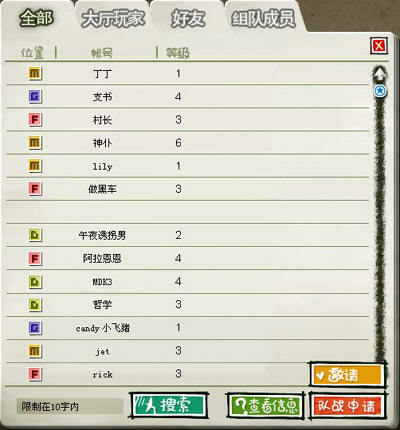 全部 大厅玩家 好友 组队成员
位置 帐号 等级
M 丁丁 1
G 支书 4
F 村长 3
M 神仆 6
M lily 1
F 做黑车 3
D 午夜诱拐男 2
F 阿拉恩恩 4
D MDK3 4
D 哲学 3
G candy小飞猪 1
M jet 3
F rick 3
邀请
限制在10字内 搜索 ?查看信息 队战申请